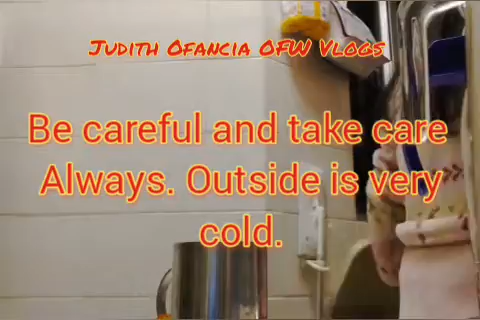 Judith Ofancia OFW Vlogs
Be careful and take care
Always. Outside is very
cold.